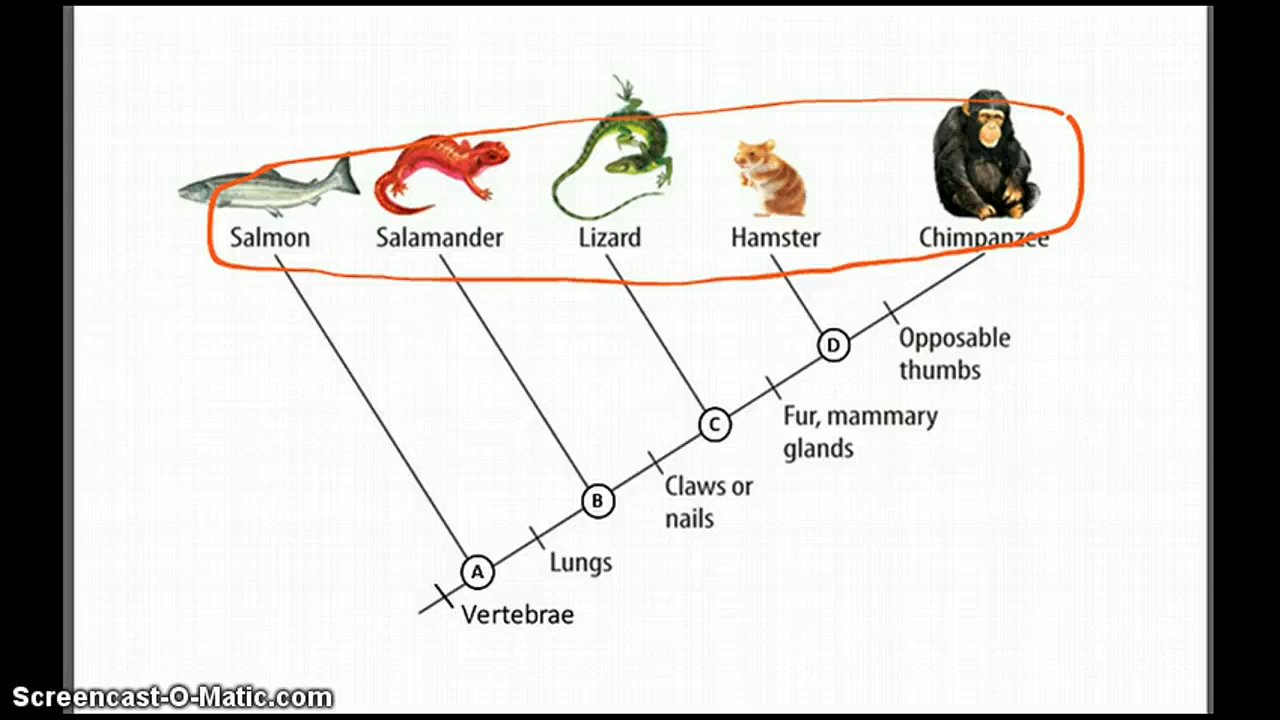 Salmon Salamander Lizard Hamster Chimpanzee
D
Opposable
thumbs
C
Fur, mammary
glands
B
Claws or
nails
A
Lungs
Vertebrae
Screencast-O-Matic.com